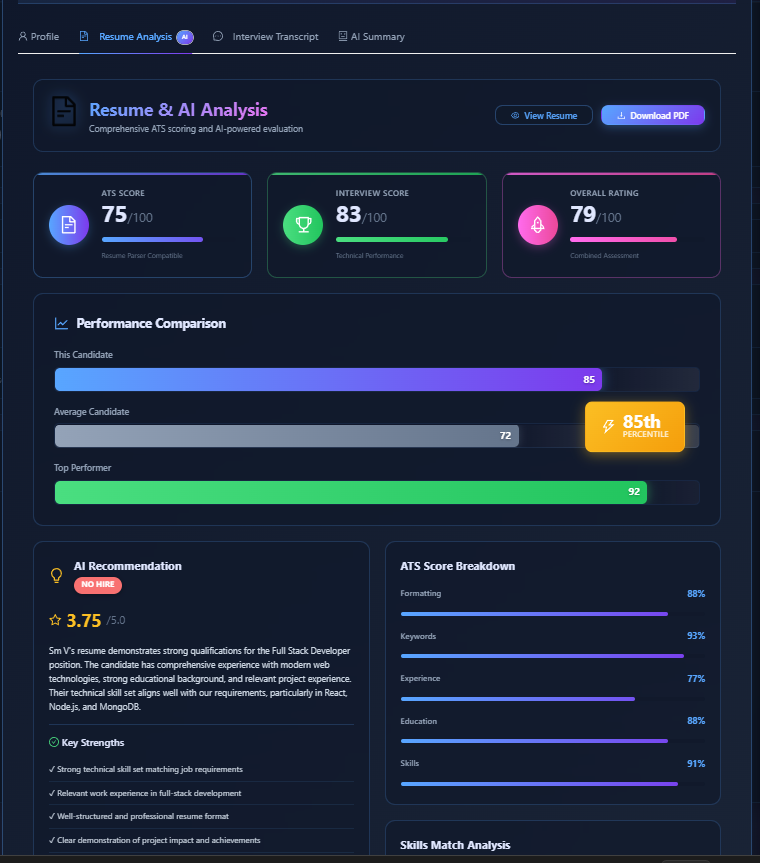 Profile
Resume Analysis AI
Interview Transcript
AI Summary
Resume & AI Analysis
Comprehensive ATS scoring and AI-powered evaluation
View Resume
Download PDF
ATS SCORE
75/100
Resume Parser Compatible
INTERVIEW SCORE
83/100
Technical Performance
OVERALL RATING
79/100
Combined Assessment
Performance Comparison
This Candidate
85
Average Candidate
72
85th
PERCENTILE
Top Performer
92
AI Recommendation
NO HIRE
3.75 /5.0
Sm V's resume demonstrates strong qualifications for the Full Stack Developer
position. The candidate has comprehensive experience with modern web
technologies, strong educational background, and relevant project experience.
Their technical skill set aligns well with our requirements, particularly in React,
Node.js, and MongoDB.
Key Strengths
✓ Strong technical skill set matching job requirements
✓ Relevant work experience in full-stack development
✓ Well-structured and professional resume format
✓ Clear demonstration of project impact and achievements
ATS Score Breakdown
Formatting 88%
Keywords 93%
Experience 77%
Education 88%
Skills 91%
Skills Match Analysis